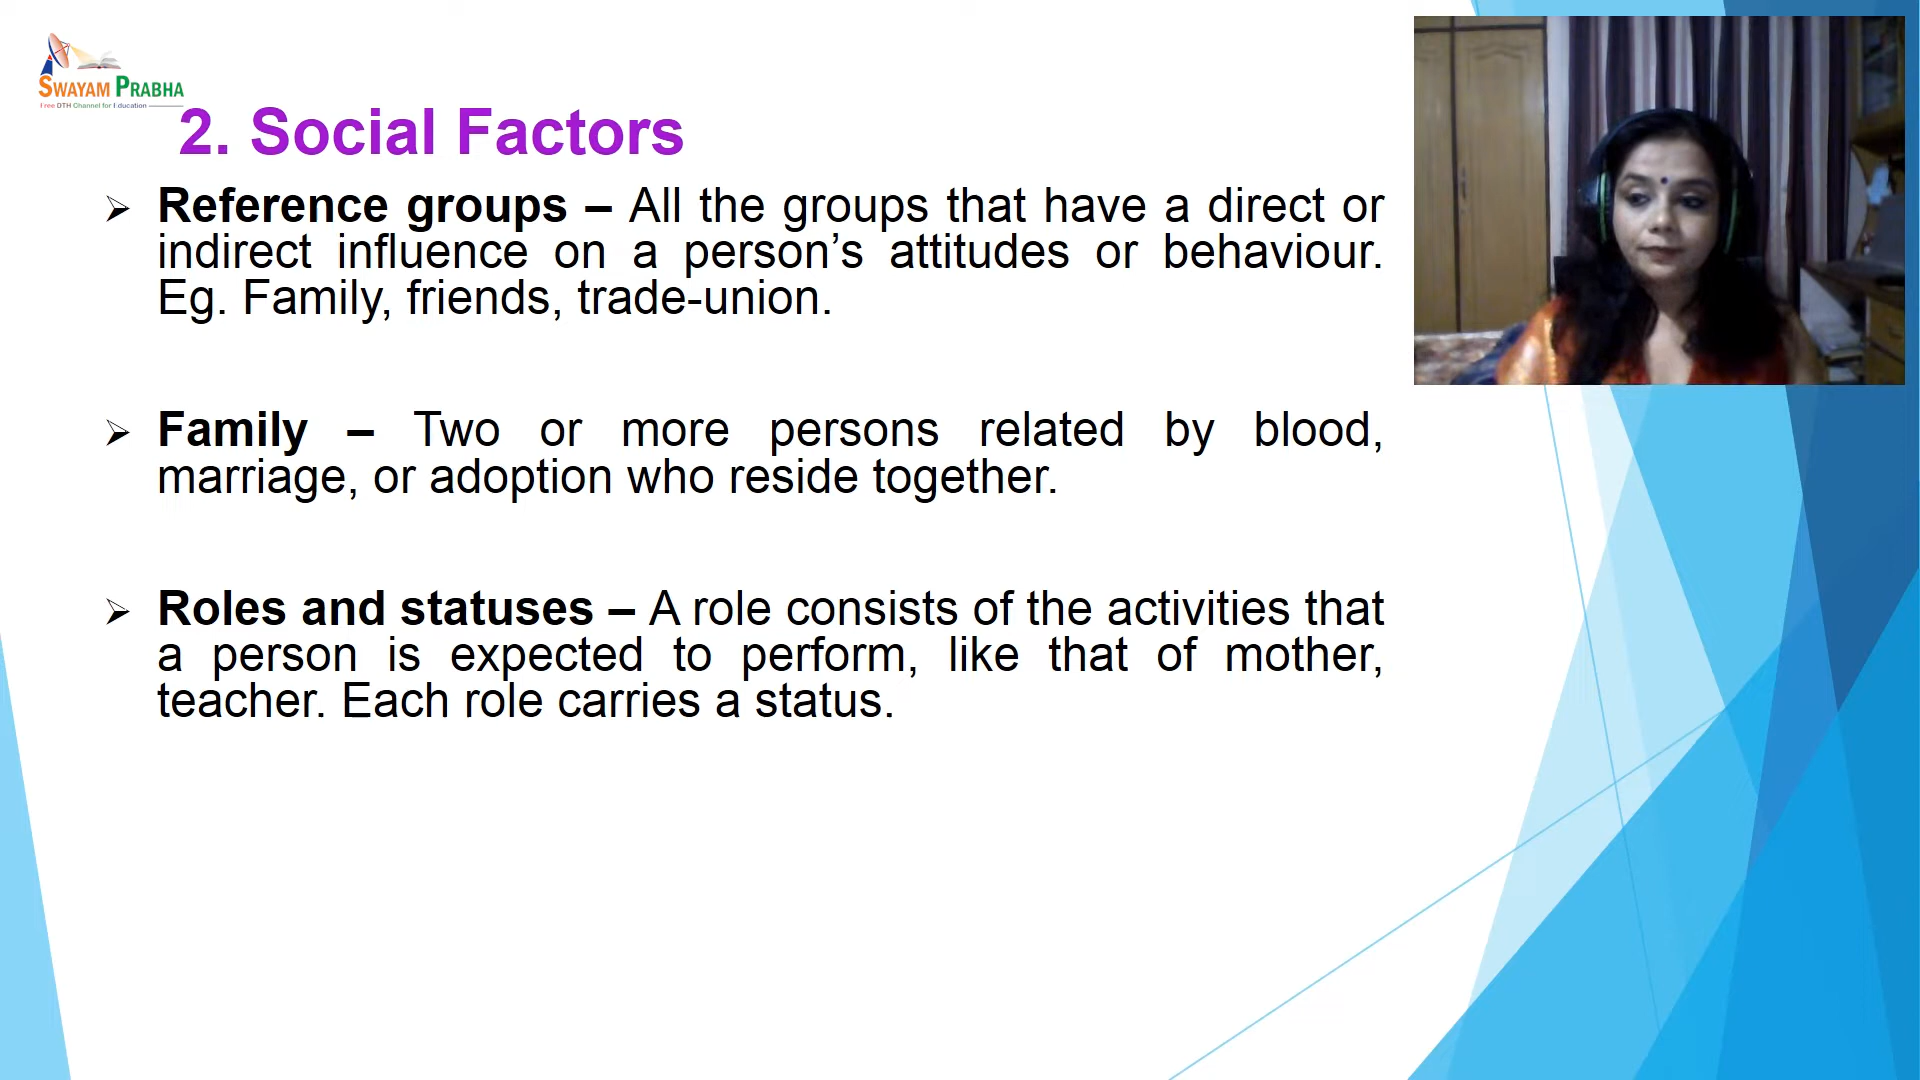 SWAYAM PRABHA
Free DTH Channel for Education
2. Social Factors
➢ Reference groups – All the groups that have a direct or
indirect influence on a person’s attitudes or behaviour.
Eg. Family, friends, trade-union.
➢ Family – Two or more persons related by blood,
marriage, or adoption who reside together.
➢ Roles and statuses – A role consists of the activities that
a person is expected to perform, like that of mother,
teacher. Each role carries a status.